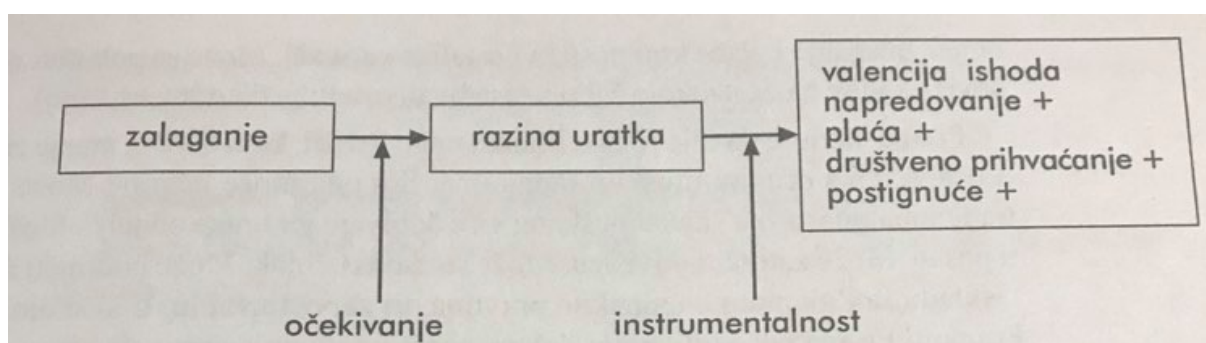 zalaganje
razina uratka
valencija ishoda
napredovanje +
plaća +
društveno prihvaćanje +
postignuće +
očekivanje
instrumentalnost